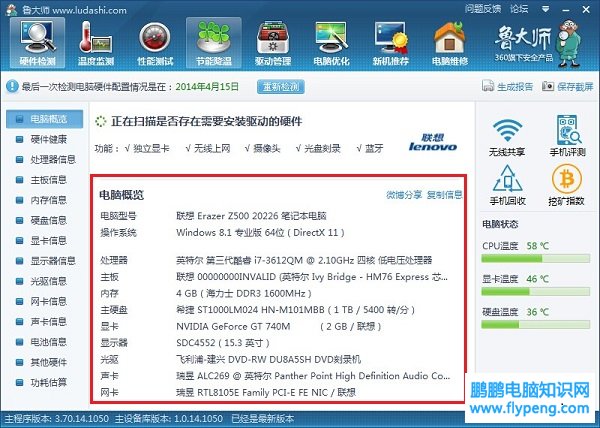 鲁大师 www.ludashi.com
问题反馈 论坛
硬件检测 温度监测 性能测试 节能降温 驱动管理 电脑优化 新机推荐 电脑维修
鲁大师
360旗下安全产品
最后一次检测电脑硬件配置情况是在：2014年4月15日 重新检测
生成报告 保存截屏
电脑概览
硬件健康
处理器信息
主板信息
内存信息
硬盘信息
显卡信息
显示器信息
光驱信息
网卡信息
声卡信息
电池信息
其他硬件
功耗估算
正在扫描是否存在需要安装驱动的硬件
功能： √ 独立显卡 √ 无线上网 √ 摄像头 √ 光盘刻录 √ 蓝牙
联想
lenovo
电脑概览 微博分享 复制信息
电脑型号 联想 Erazer Z500 20226 笔记本电脑
操作系统 Windows 8.1 专业版 64位 ( DirectX 11 )
处理器 英特尔 第三代酷睿 i7-3612QM @ 2.10GHz 四核 低电压处理器
主板 联想 00000000INVALID (英特尔 Ivy Bridge - HM76 Express 芯...
内存 4 GB ( 海力士 DDR3 1600MHz )
主硬盘 希捷 ST1000LM024 HN-M101MBB ( 1 TB / 5400 转/分 )
显卡 NVIDIA GeForce GT 740M ( 2 GB / 联想 )
显示器 SDC4552 ( 15.3 英寸 )
光驱 飞利浦-建兴 DVD-RW DU8A5SH DVD刻录机
声卡 瑞昱 ALC269 @ 英特尔 Panther Point High Definition Audio Co...
网卡 瑞昱 RTL8105E Family PCI-E FE NIC / 联想
无线共享 手机评测
手机回收 挖矿指数
电脑状态
CPU温度 58 ℃
显卡温度 46 ℃
硬盘温度 36 ℃
鹏鹏电脑知识网
www.flypeng.com
主程序版本: 3.70.14.1050 主设备库版本: 1.0.14.1050 已经是最新版本